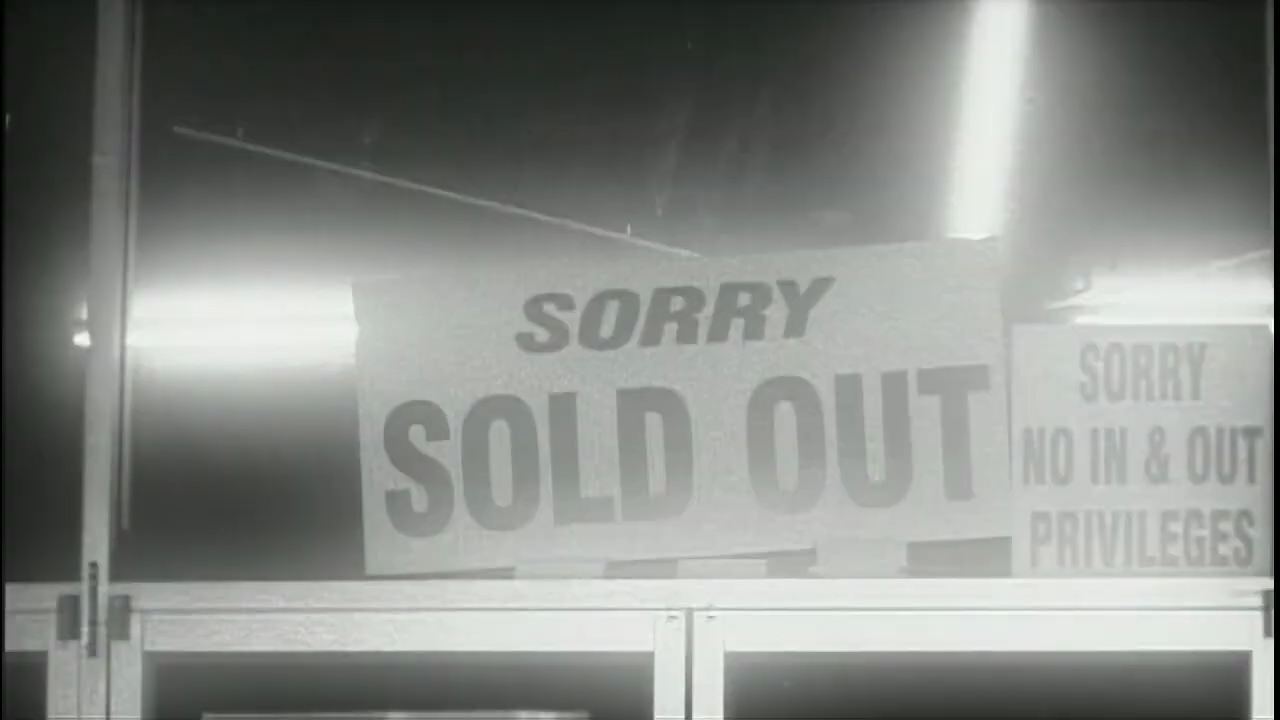 SORRY
SOLD OUT
SORRY
NO IN & OUT
PRIVILEGES